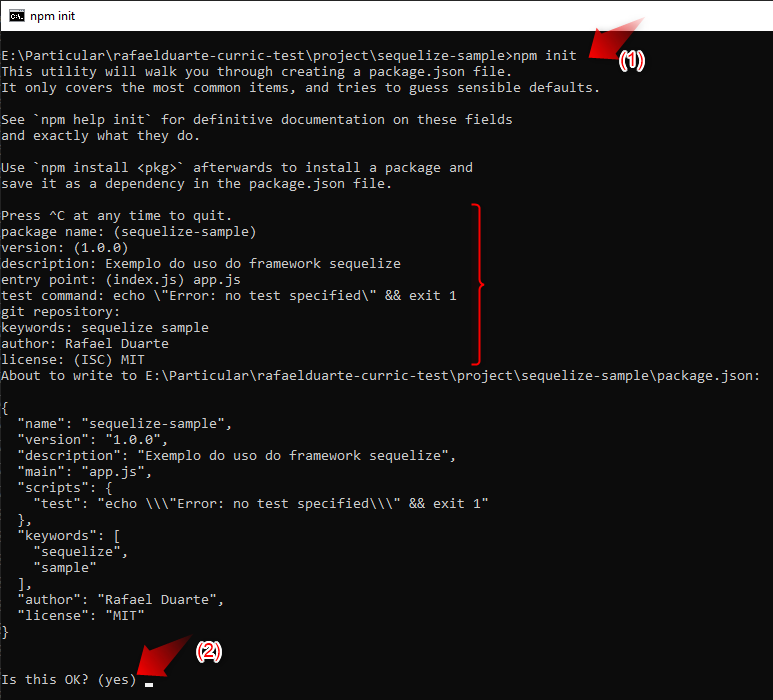 npm init
E:\Particular\rafaelduarte-curric-test\project\sequelize-sample>npm init
(1)
This utility will walk you through creating a package.json file.
It only covers the most common items, and tries to guess sensible defaults.
See `npm help init` for definitive documentation on these fields
and exactly what they do.
Use `npm install <pkg>` afterwards to install a package and
save it as a dependency in the package.json file.
Press ^C at any time to quit.
package name: (sequelize-sample)
version: (1.0.0)
description: Exemplo do uso do framework sequelize
entry point: (index.js) app.js
test command: echo \"Error: no test specified\" && exit 1
git repository:
keywords: sequelize sample
author: Rafael Duarte
license: (ISC) MIT
About to write to E:\Particular\rafaelduarte-curric-test\project\sequelize-sample\package.json:
{
  "name": "sequelize-sample",
  "version": "1.0.0",
  "description": "Exemplo do uso do framework sequelize",
  "main": "app.js",
  "scripts": {
    "test": "echo \\\"Error: no test specified\\\" && exit 1"
  },
  "keywords": [
    "sequelize",
    "sample"
  ],
  "author": "Rafael Duarte",
  "license": "MIT"
}
(2)
Is this OK? (yes)